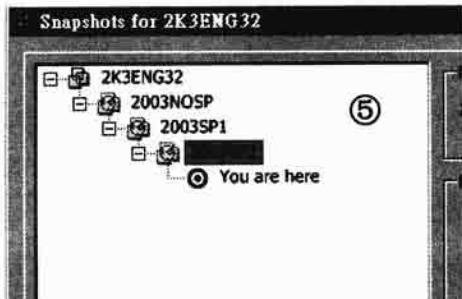 Snapshots for 2K3ENG32
2K3ENG32
2003NOSP
⑤
2003SP1
You are here